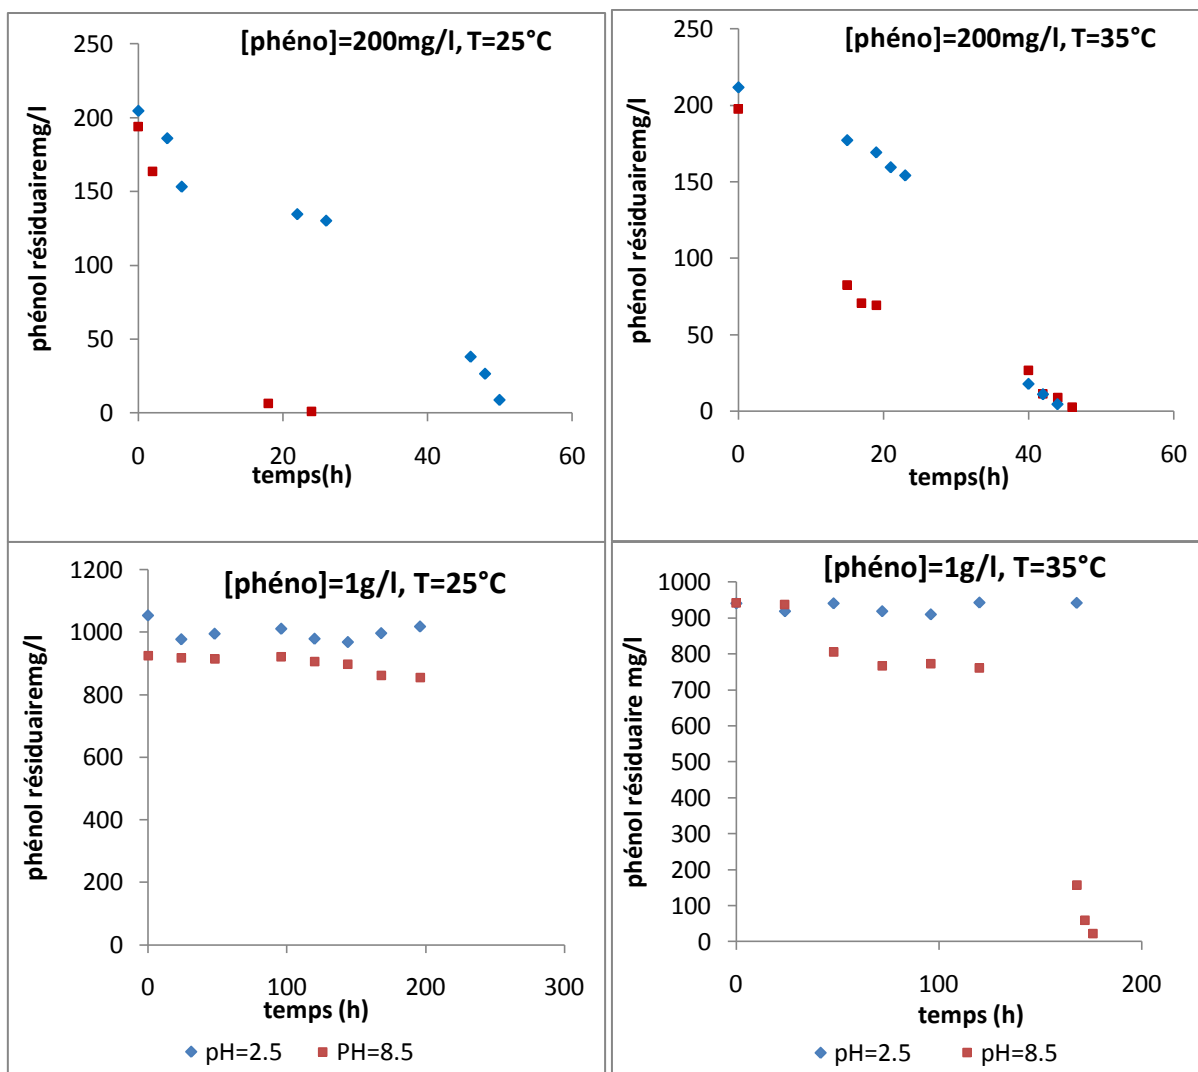 [phéno]=200mg/l, T=25°C
phénol résiduairemg/l
250
200
150
100
50
0
0 20 40 60
temps(h)
[phéno]=200mg/l, T=35°C
phénol résiduairemg/l
250
200
150
100
50
0
0 20 40 60
temps(h)
[phéno]=1g/l, T=25°C
phénol résiduairemg/l
1200
1000
800
600
400
200
0
0 100 200 300
temps (h)
pH=2.5 PH=8.5
[phéno]=1g/l, T=35°C
phénol résiduaire mg/l
1000
900
800
700
600
500
400
300
200
100
0
0 100 200
temps (h)
pH=2.5 pH=8.5